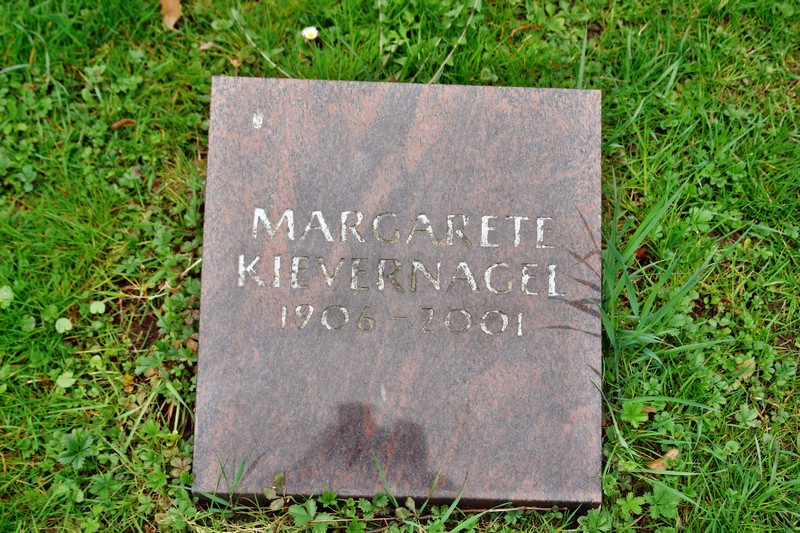 MARGARETE
KIEVERNAGEL
1906 - 2001